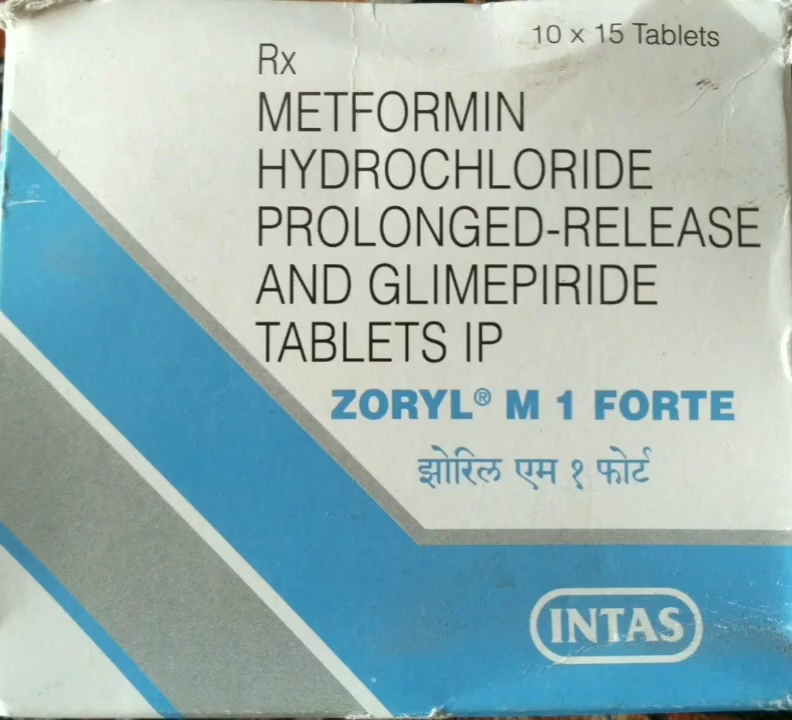 10 x 15 Tablets
Rx
METFORMIN
HYDROCHLORIDE
PROLONGED-RELEASE
AND GLIMEPIRIDE
TABLETS IP
ZORYL® M 1 FORTE
झोरिल एम १ फोर्ट
INTAS